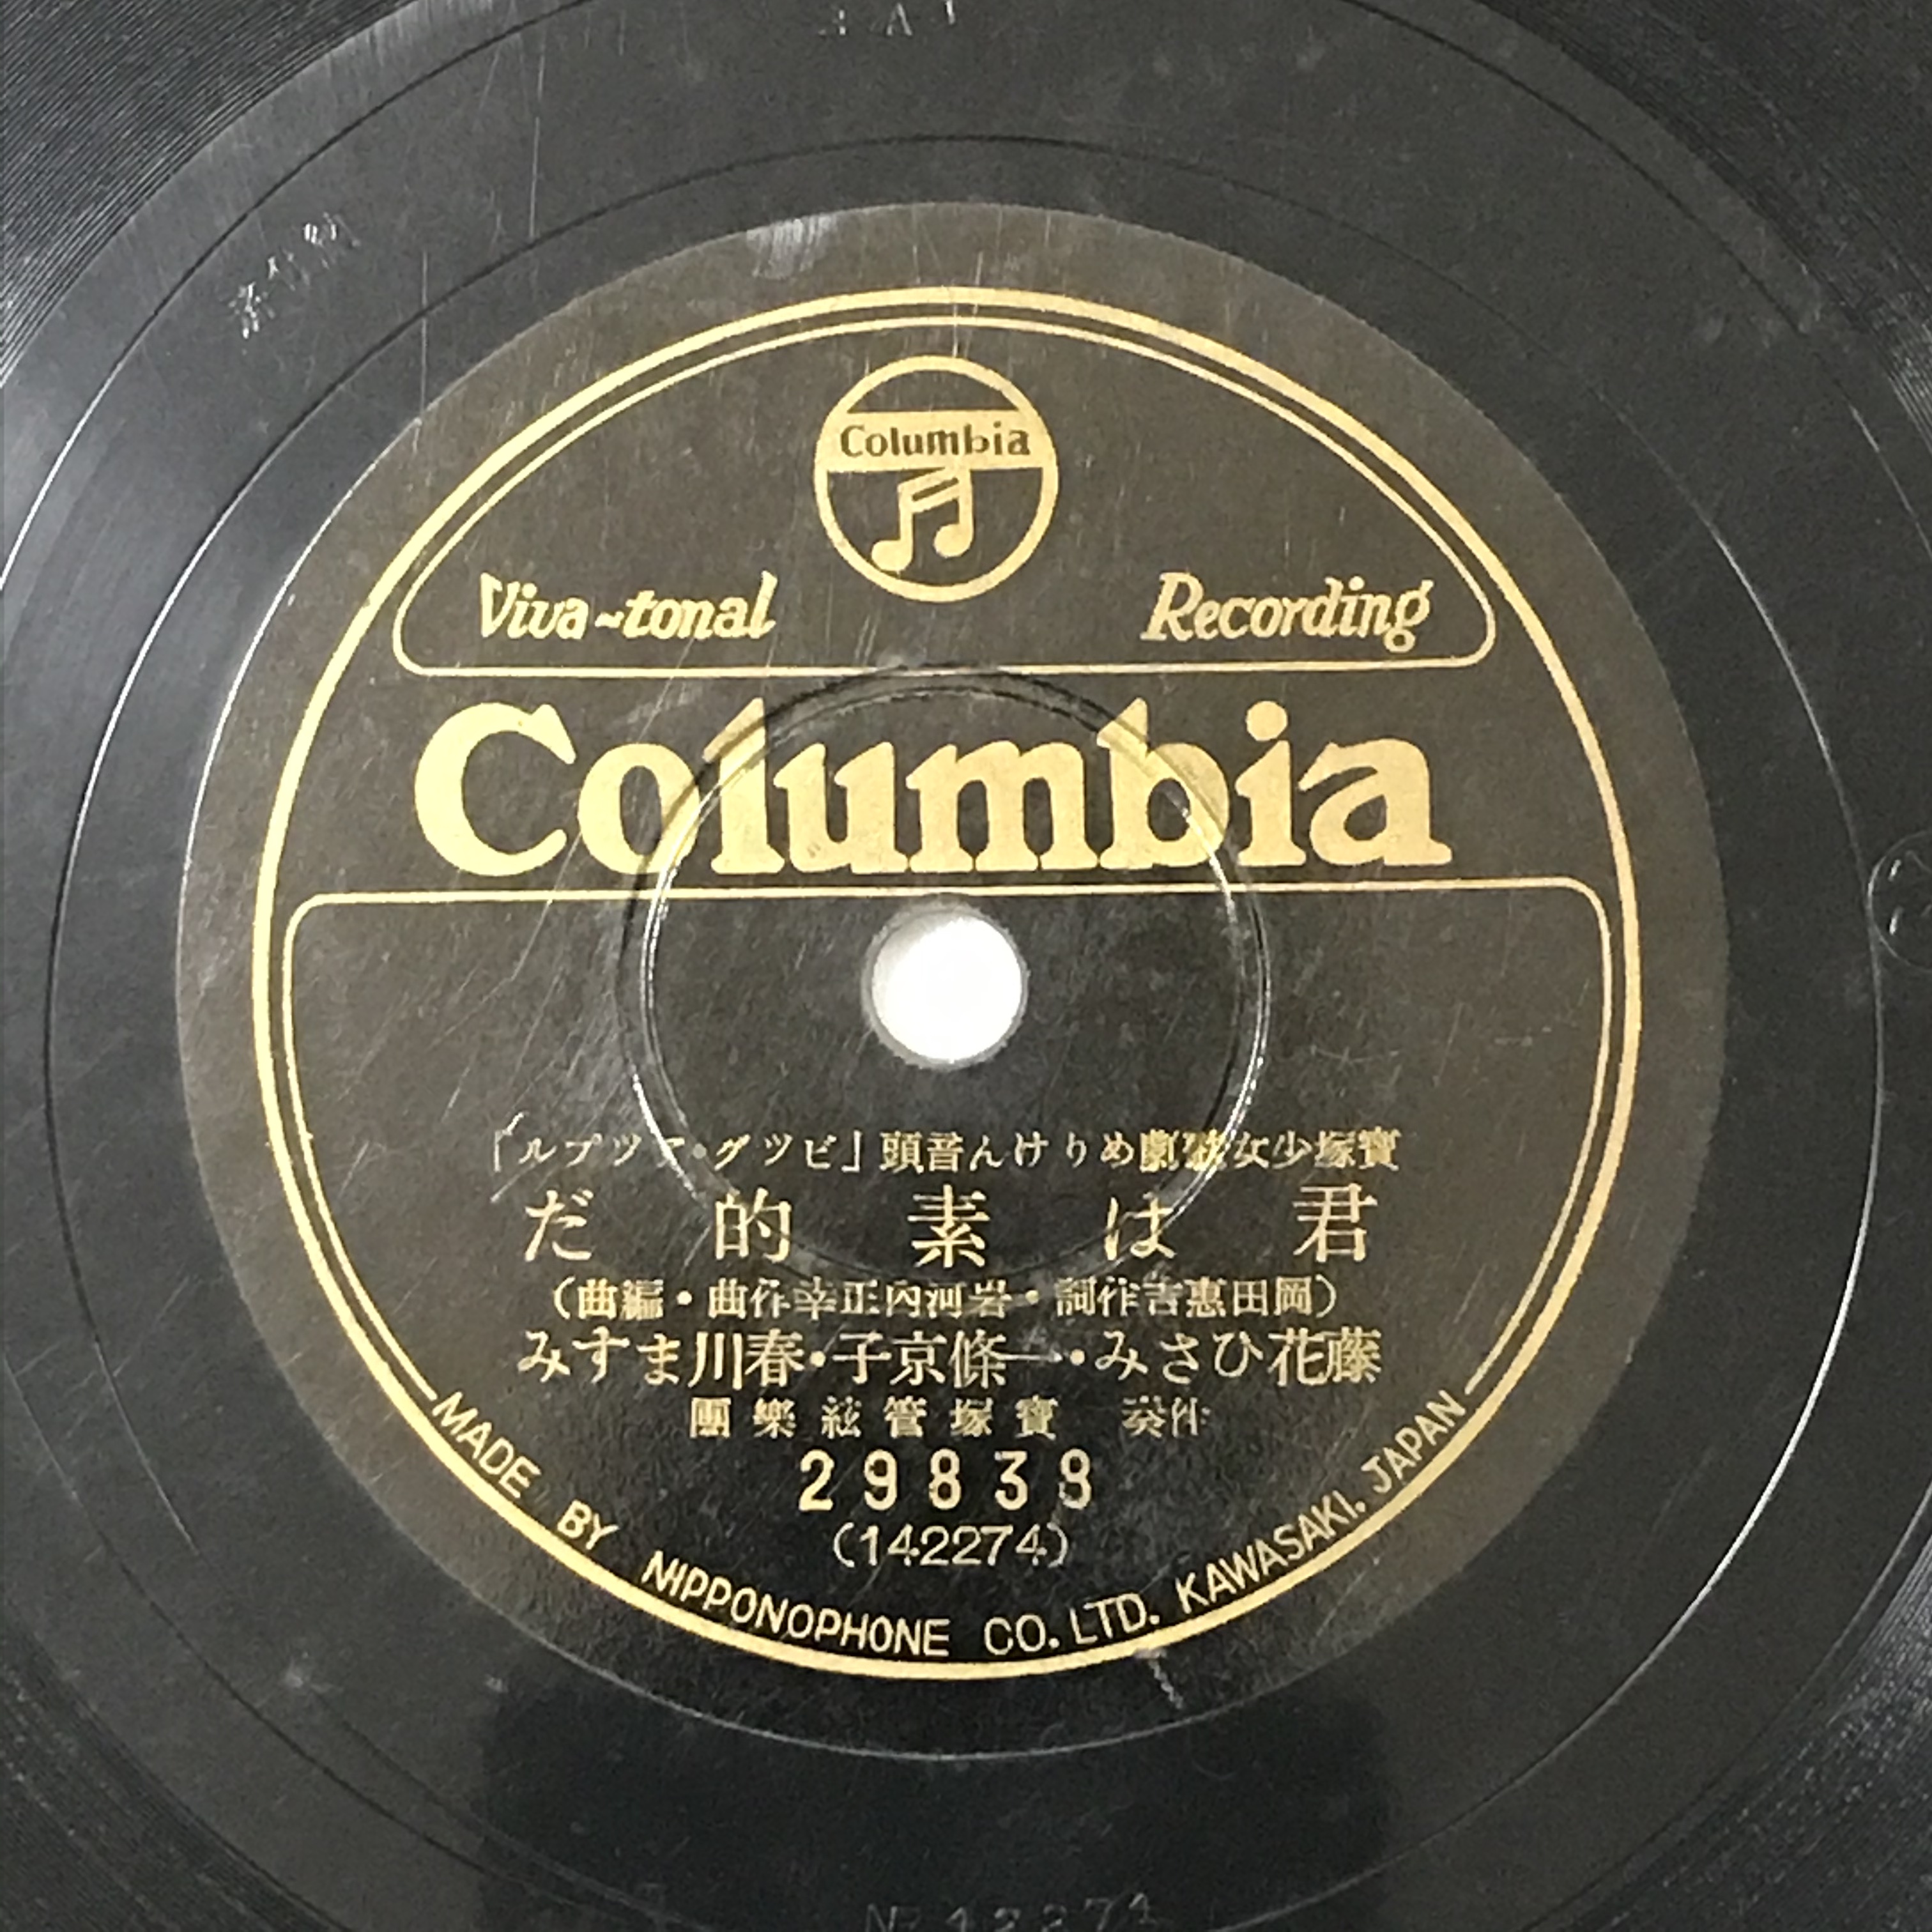 Columbia
Viva-tonal Recording
Columbia
寶塚少女歌劇めりけん音頭「ビツグ・アツプル」
君は素的だ
(岡田惠吉作詞・岩河内正幸作曲・編曲)
藤花ひさみ・一條京子・春川ますみ
伴奏 寶塚管絃樂團
29838
(142274)
MADE BY NIPPONOPHONE CO. LTD. KAWASAKI. JAPAN